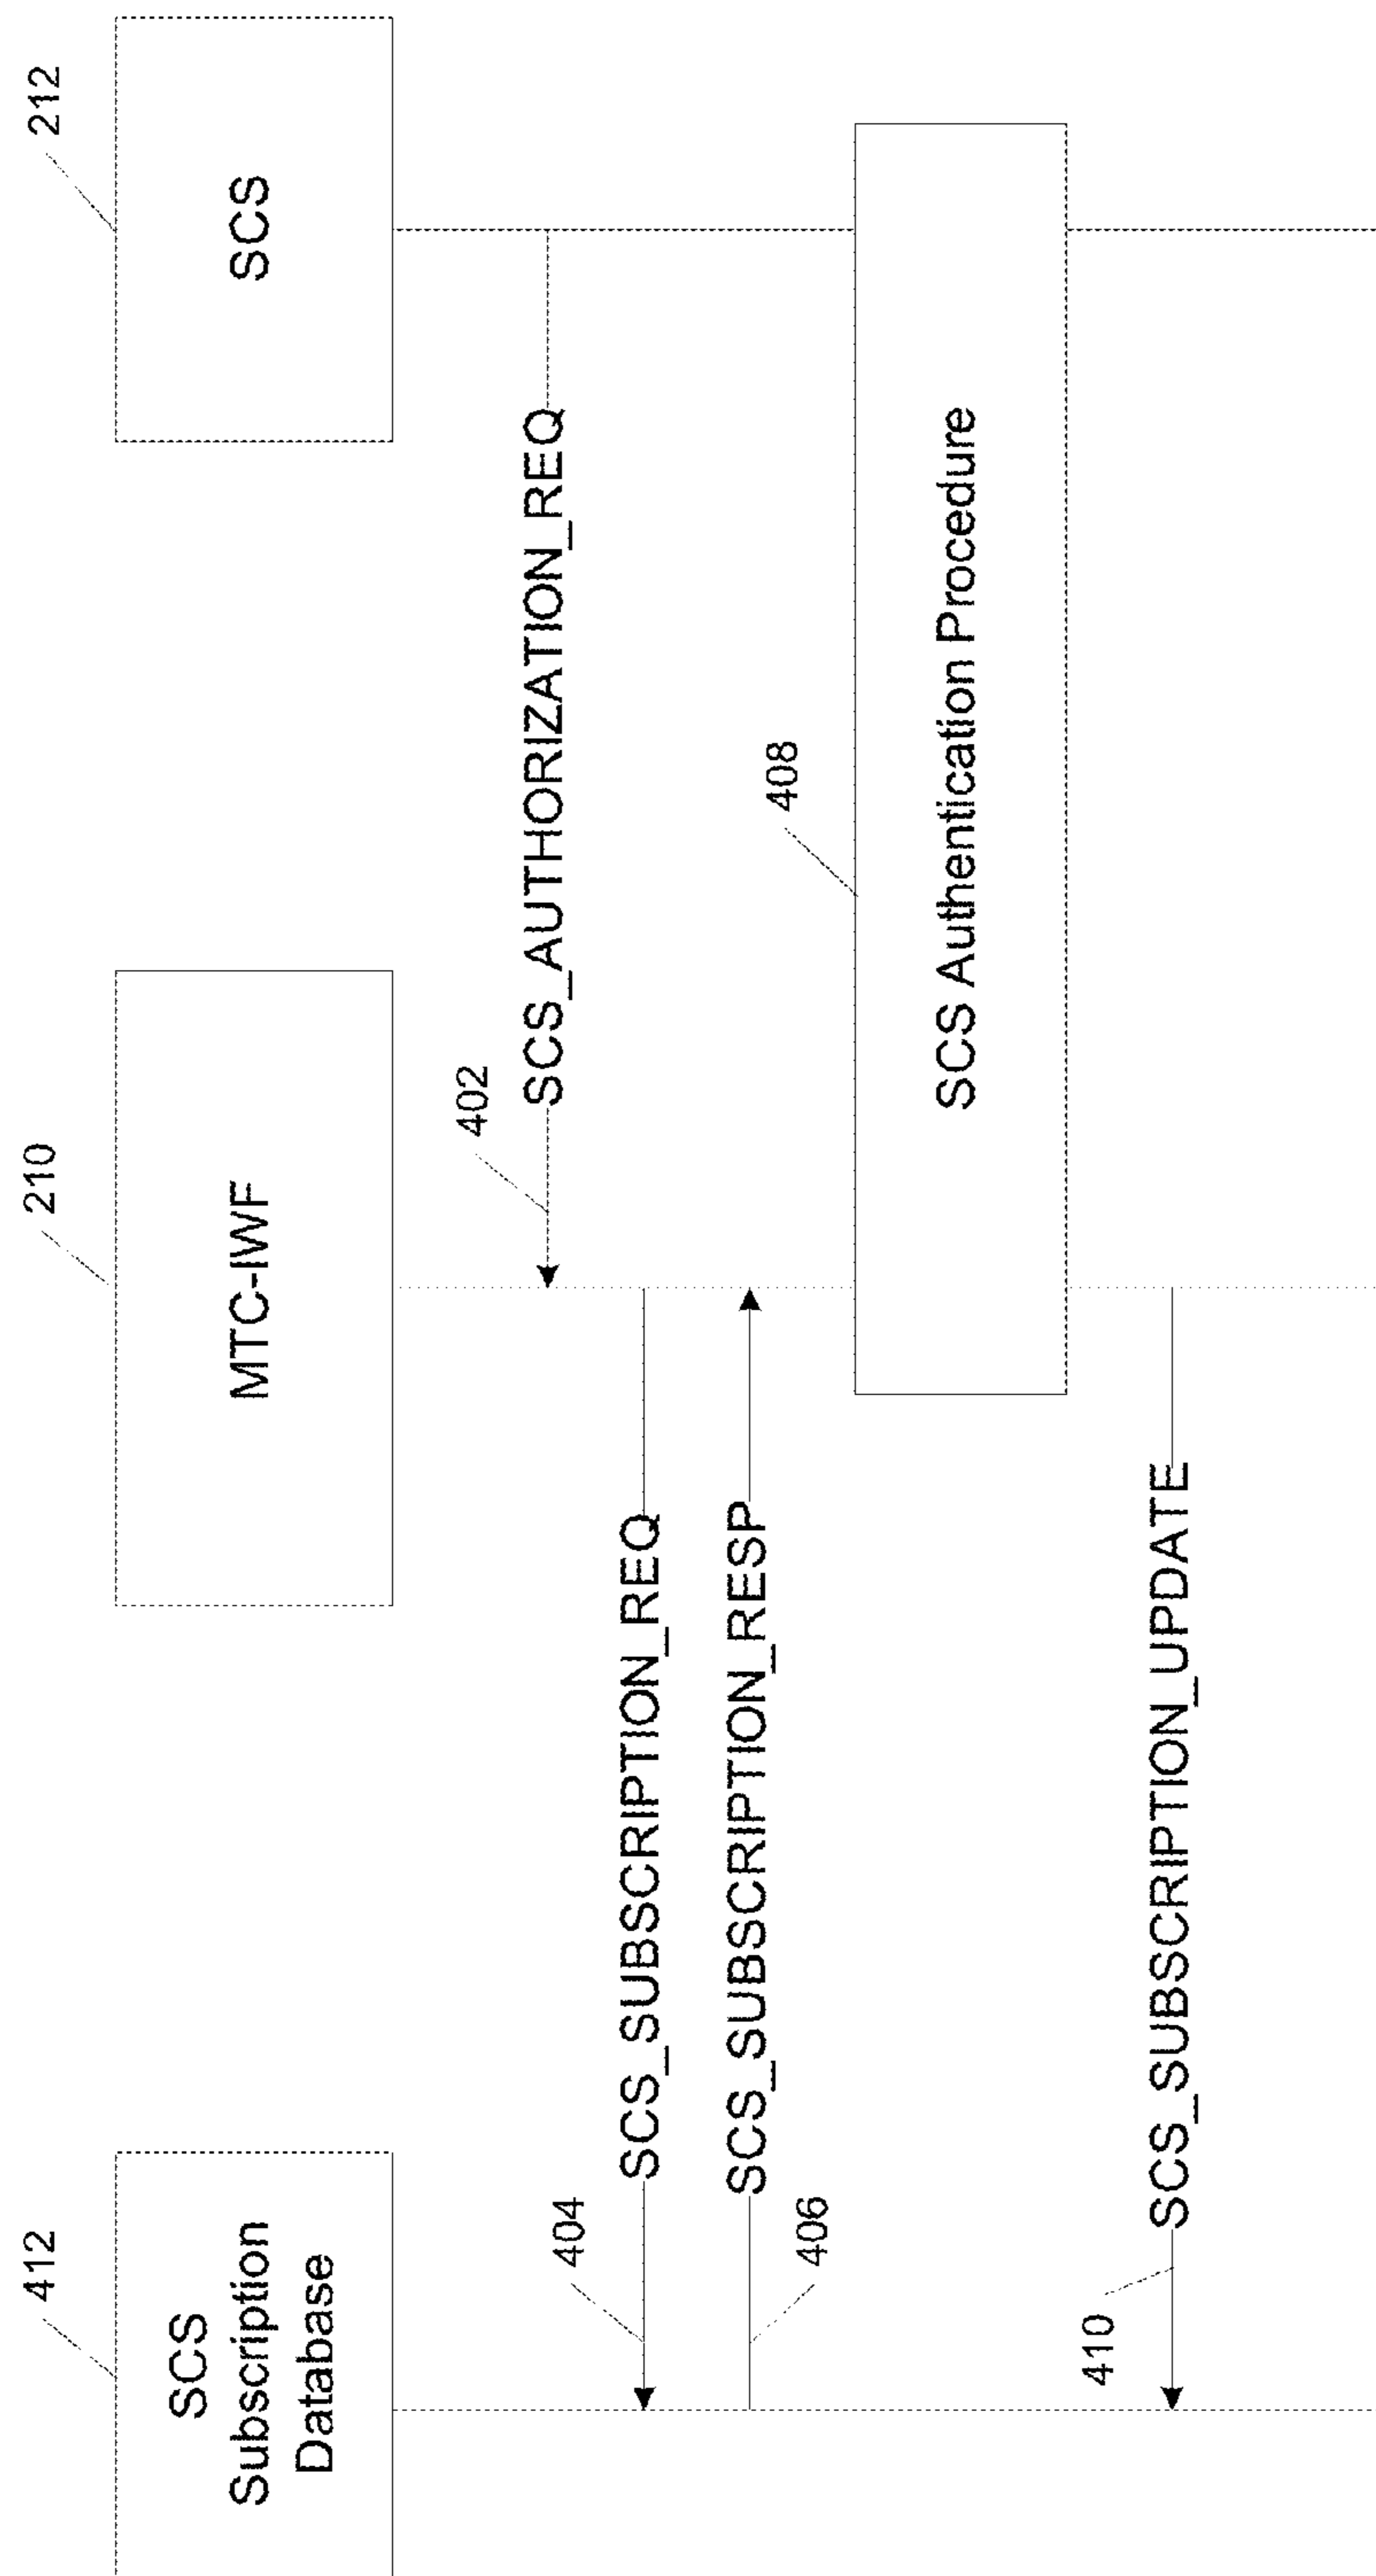 412
SCS
Subscription
Database
210
MTC-IWF
212
SCS
402
SCS_AUTHORIZATION_REQ
404
SCS_SUBSCRIPTION_REQ
SCS_SUBSCRIPTION_RESP
406
408
SCS Authentication Procedure
410
SCS_SUBSCRIPTION_UPDATE